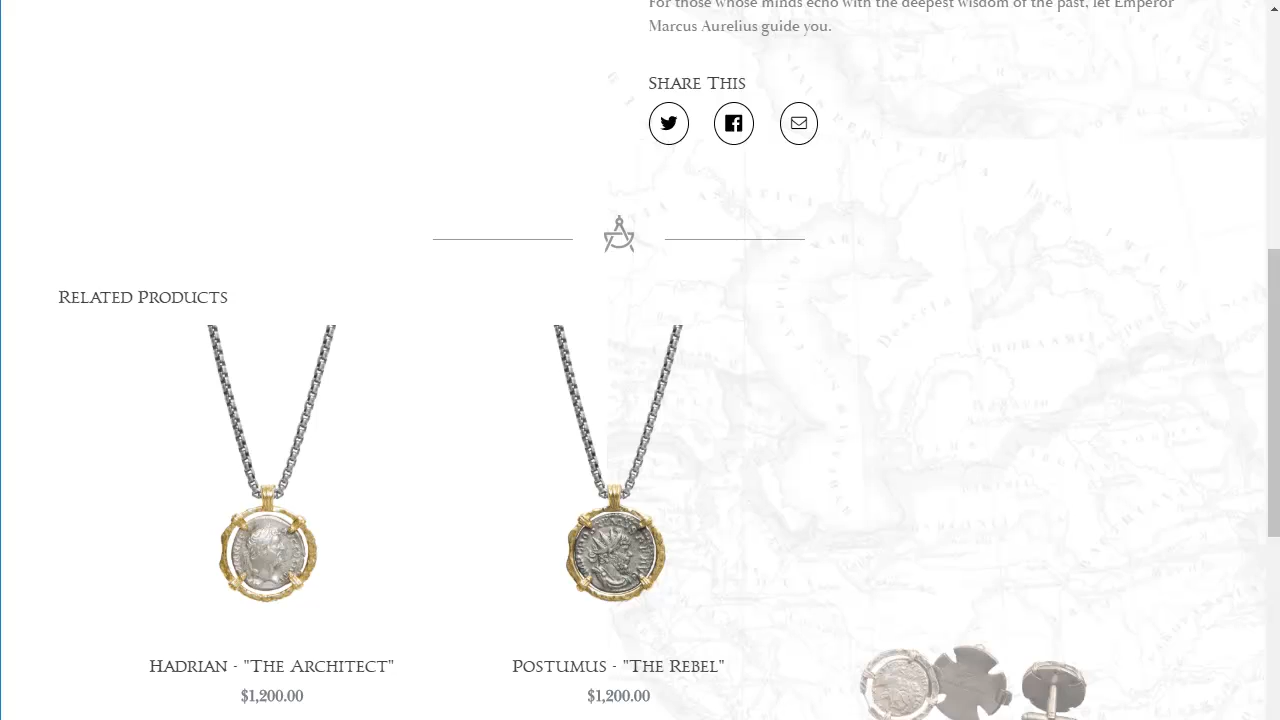 For those whose minds echo with the deepest wisdom of the past, let Emperor
Marcus Aurelius guide you.
Share This
Related Products
Hadrian - "The Architect"
$1,200.00
Postumus - "The Rebel"
$1,200.00